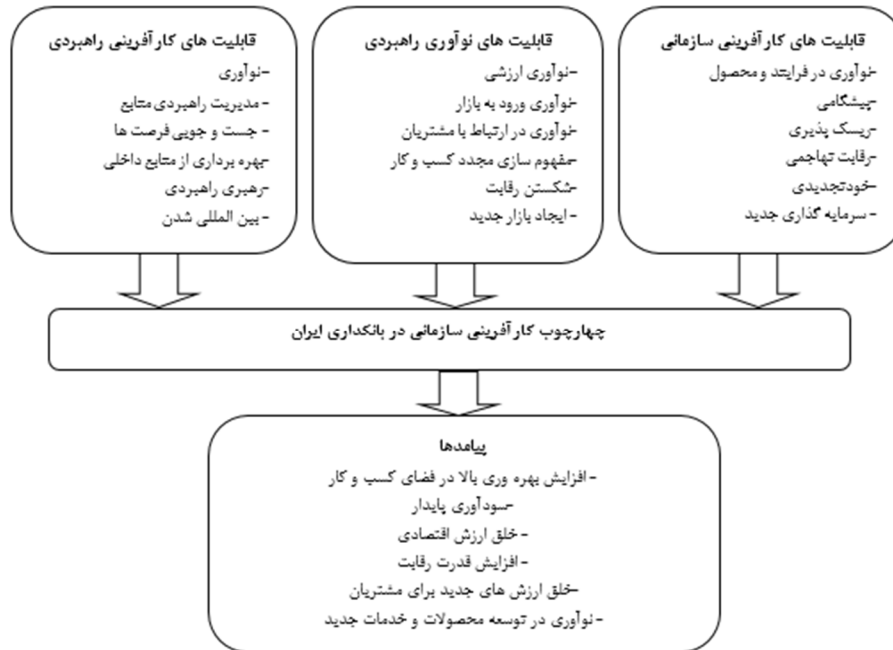 قابلیت های کارآفرینی سازمانی
-نوآوری در فرایند و محصول
-پیشگامی
-ریسک پذیری
-رقابت تهاجمی
-خودتجدیدی
- سرمایه گذاری جدید
قابلیت های نوآوری راهبردی
-نوآوری ارزشی
-نوآوری ورود به بازار
-نوآوری در ارتباط با مشتریان
-مفهوم سازی مجدد کسب و کار
-شکستن رقابت
- ایجاد بازار جدید
قابلیت های کارآفرینی راهبردی
-نوآوری
- مدیریت راهبردی منابع
- جست و جویی فرصت ها
-بهره برداری از منابع داخلی
-رهبری راهبردی
- بین المللی شدن
چهارچوب کارآفرینی سازمانی در بانکداری ایران
پیامدها
- افزایش بهره وری بالا در فضای کسب و کار
-سودآوری پایدار
- خلق ارزش اقتصادی
- افزایش قدرت رقابت
-خلق ارزش های جدید برای مشتریان
- نوآوری در توسعه محصولات و خدمات جدید